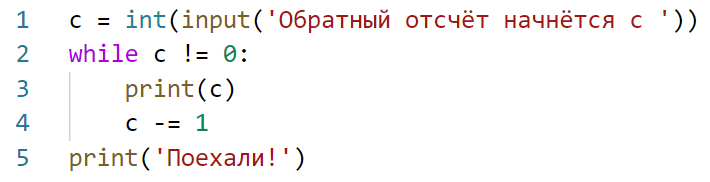 1 c = int(input('Обратный отсчёт начнётся с '))
2 while c != 0:
3     print(c)
4     c -= 1
5 print('Поехали!')